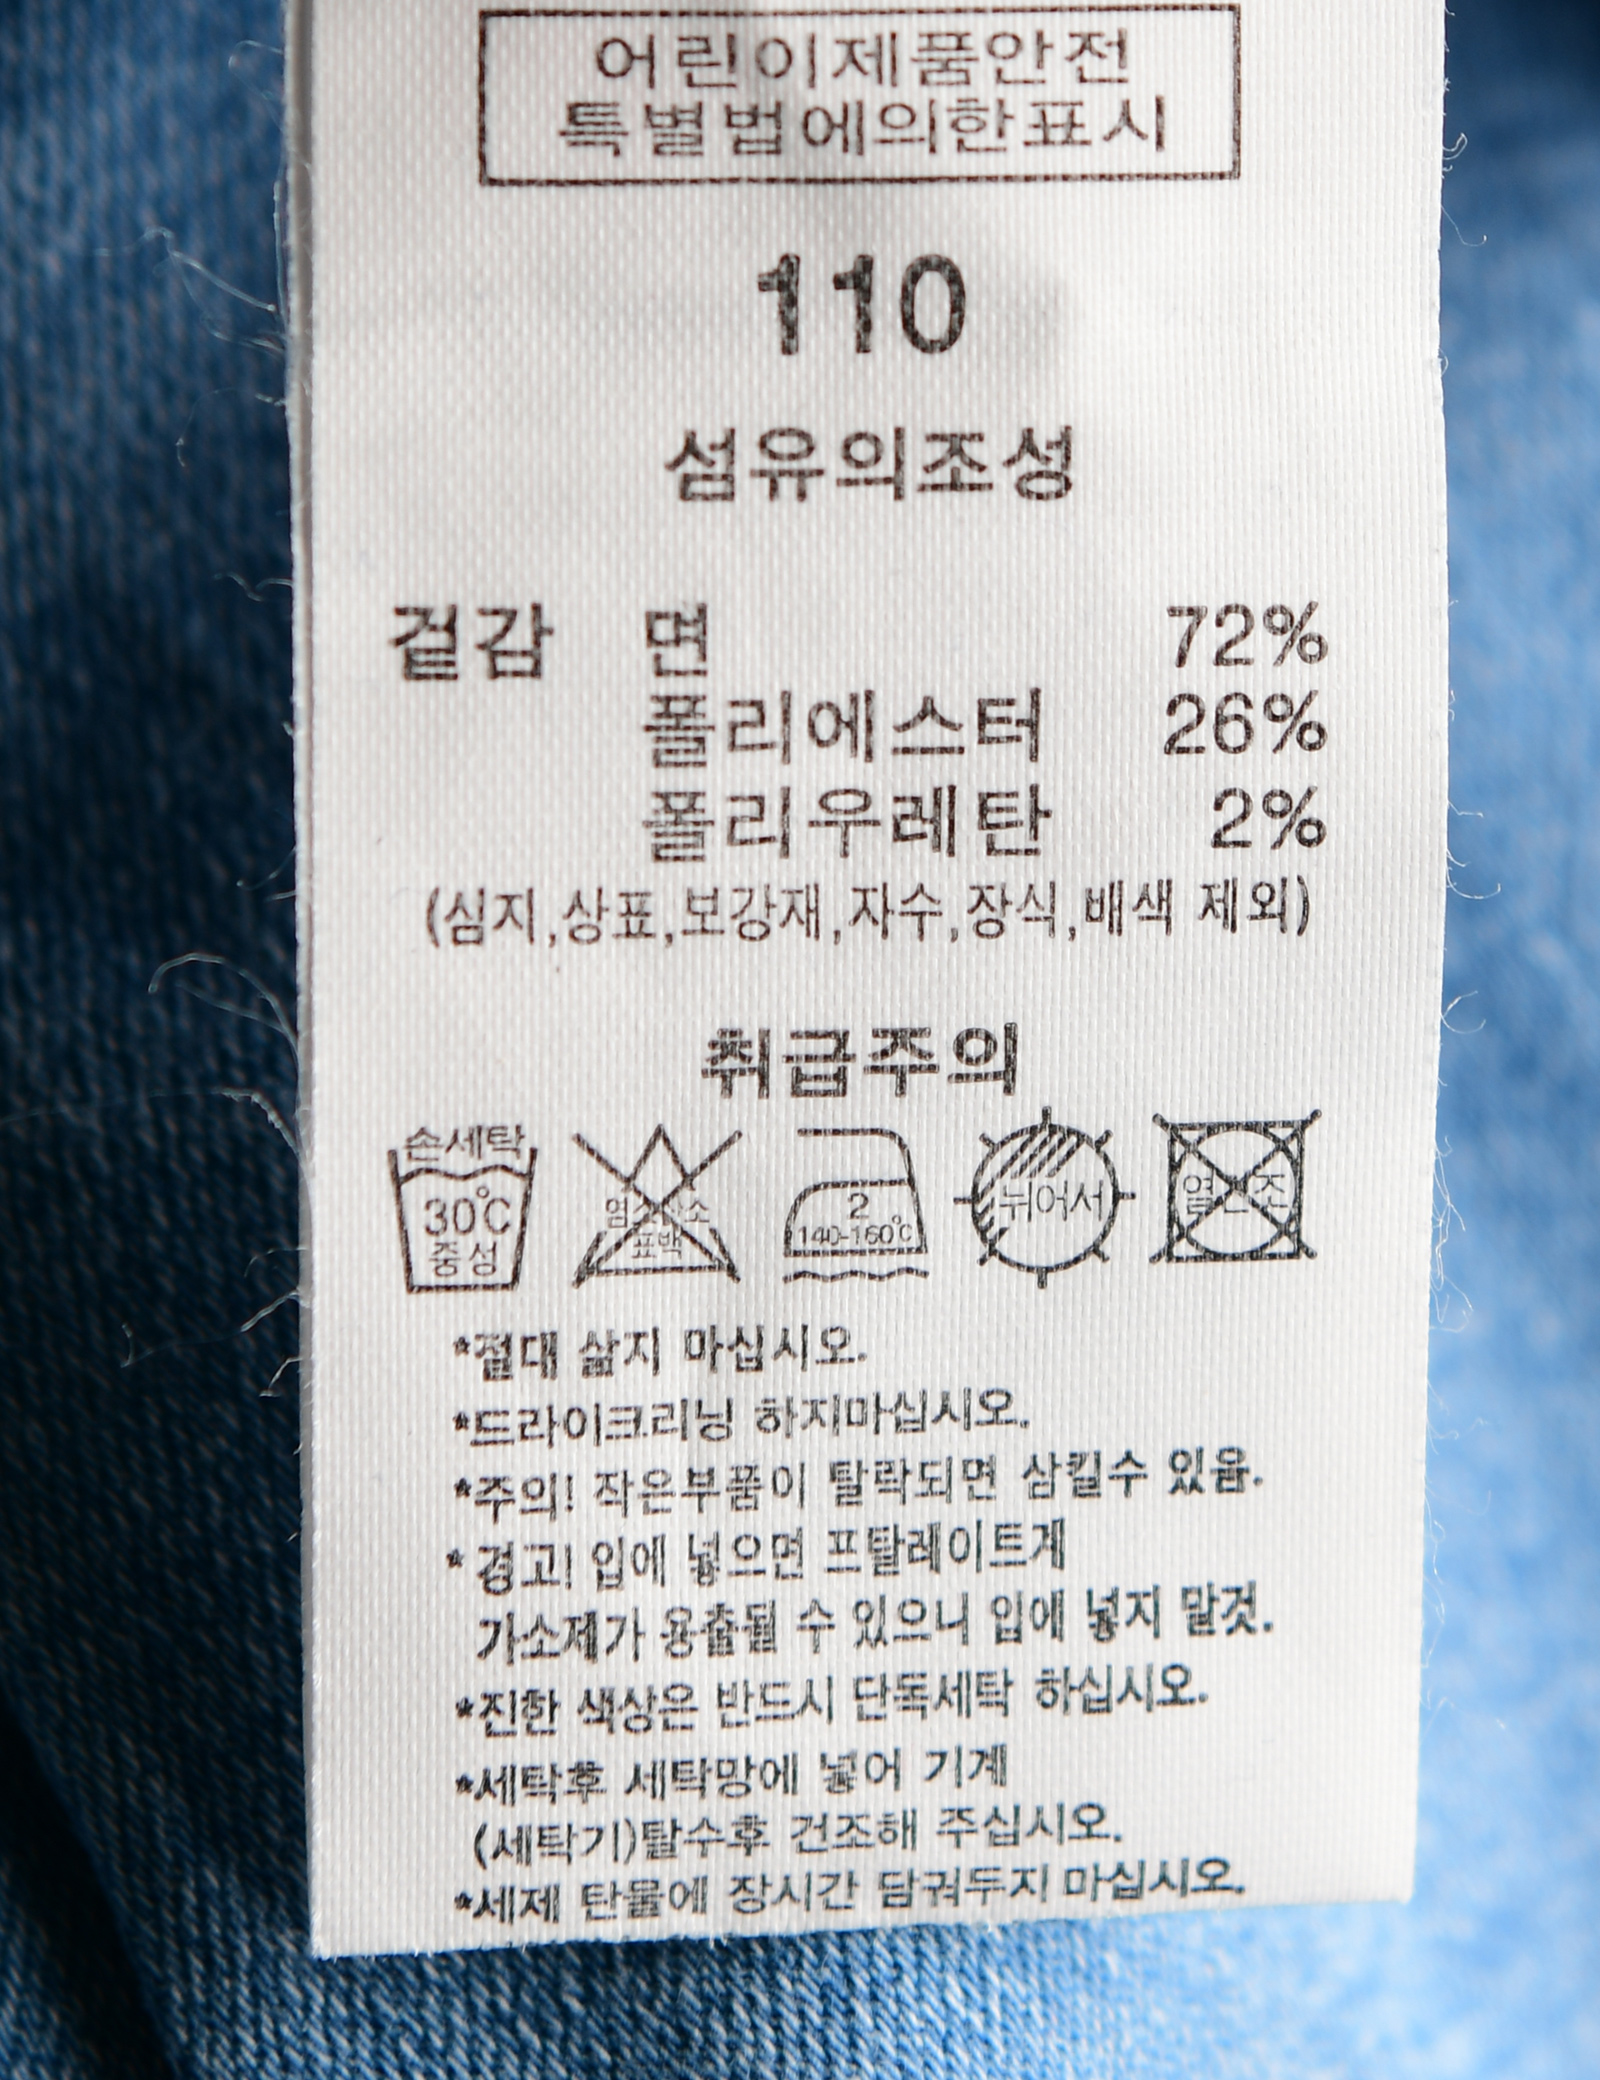 어린이제품안전
특별법에의한표시
110
섬유의조성
겉감 면 72%
폴리에스터 26%
폴리우레탄 2%
(심지,상표,보강재,자수,장식,배색 제외)
취급주의
손세탁
30℃
중성
염소산소
표백
2
140-160℃
뉘어서
열건조
*절대 삶지 마십시오.
*드라이크리닝 하지마십시오.
*주의! 작은부품이 탈락되면 삼킬수 있음.
*경고! 입에 넣으면 프탈레이트계
가소제가 용출될 수 있으니 입에 넣지 말것.
*진한 색상은 반드시 단독세탁 하십시오.
*세탁후 세탁망에 넣어 기계
(세탁기)탈수후 건조해 주십시오.
*세제 탄물에 장시간 담궈두지 마십시오.